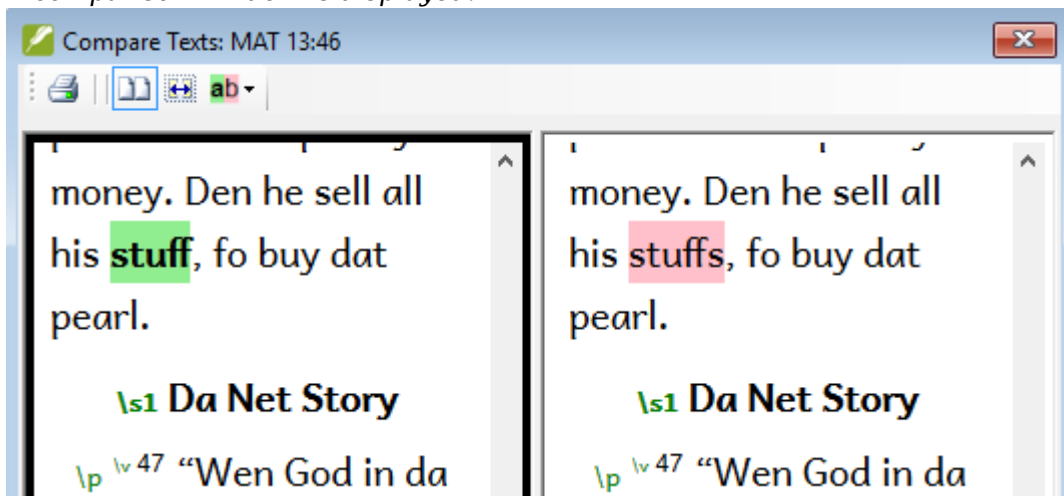 Compare Texts: MAT 13:46
ab
money. Den he sell all
his stuff, fo buy dat
pearl.
\s1 Da Net Story
\p \v 47 “Wen God in da
money. Den he sell all
his stuffs, fo buy dat
pearl.
\s1 Da Net Story
\p \v 47 “Wen God in da